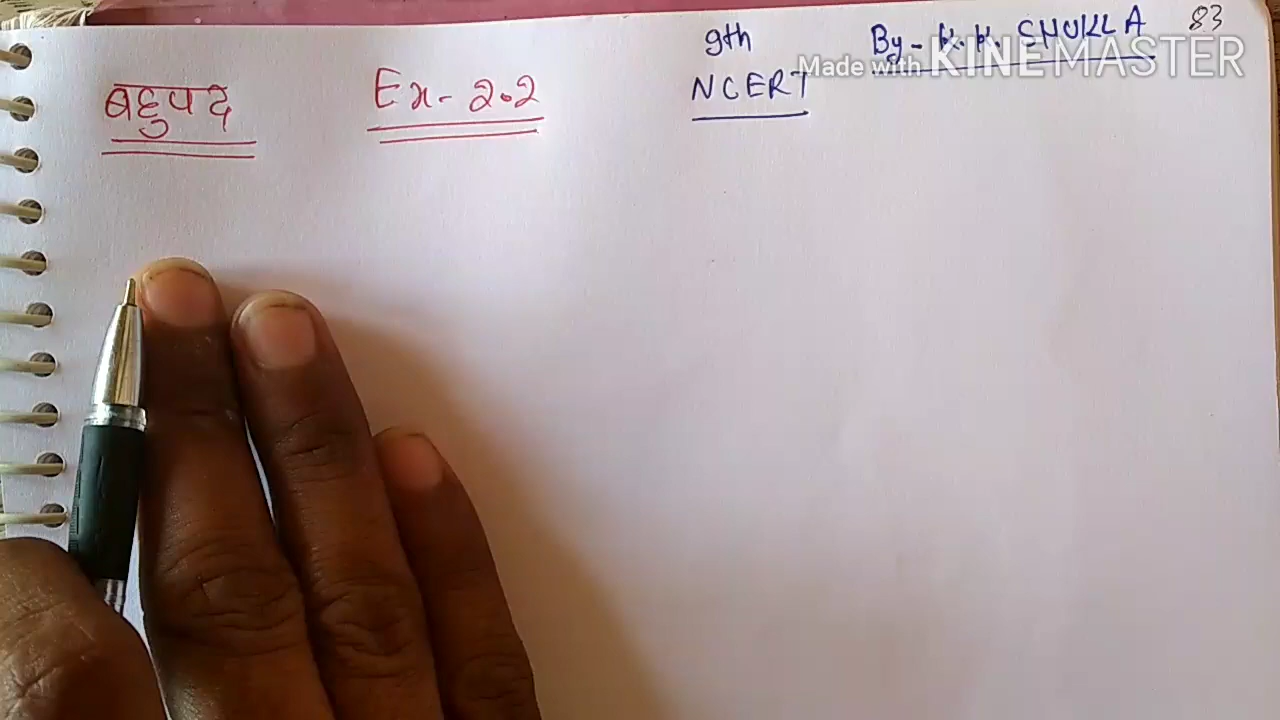 9th By- K.K. SHUKLA 83
Made with KINEMASTER
बहुपद Ex- 2.2 NCERT